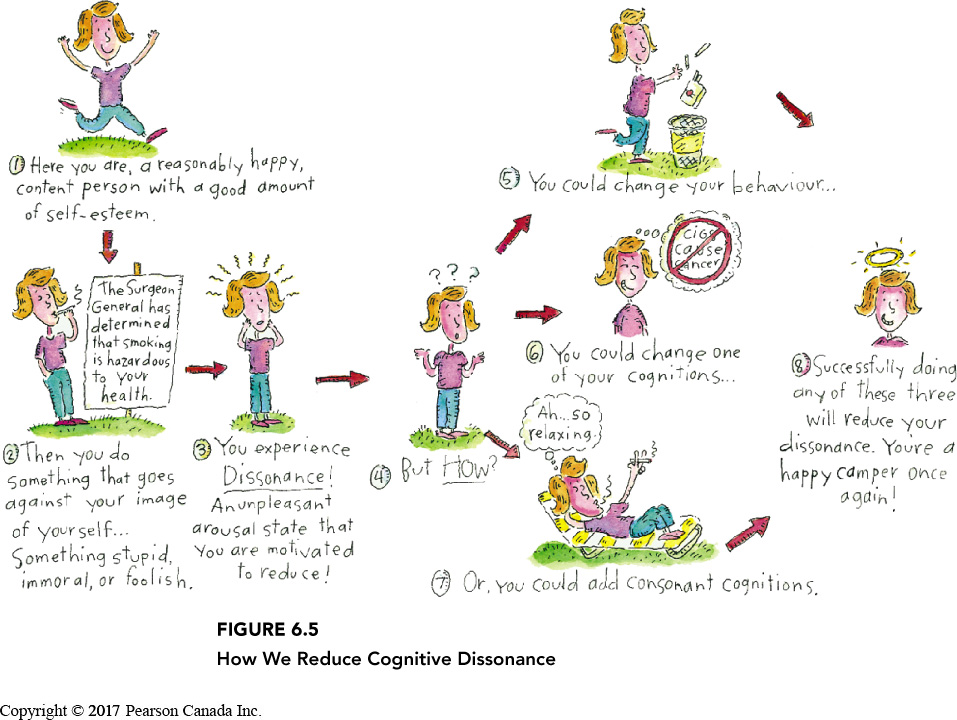 ① Here you are, a reasonably happy,
content person with a good amount
of self-esteem.
The Surgeon
General has
determined
that smoking
is hazardous
to your
health.
② Then you do
something that goes
against your image
of yourself...
Something stupid,
immoral, or foolish.
③ You experience
Dissonance!
An unpleasant
arousal state that
you are motivated
to reduce!
? ? ?
④ But How?
⑤ You could change your behaviour...
CIGS
cause
cancer
⑥ You could change one
of your cognitions...
Ah...so
relaxing.
⑦ Or, you could add consonant cognitions.
⑧ Successfully doing
any of these three
will reduce your
dissonance. You're a
happy camper once
again!
FIGURE 6.5
How We Reduce Cognitive Dissonance
Copyright © 2017 Pearson Canada Inc.